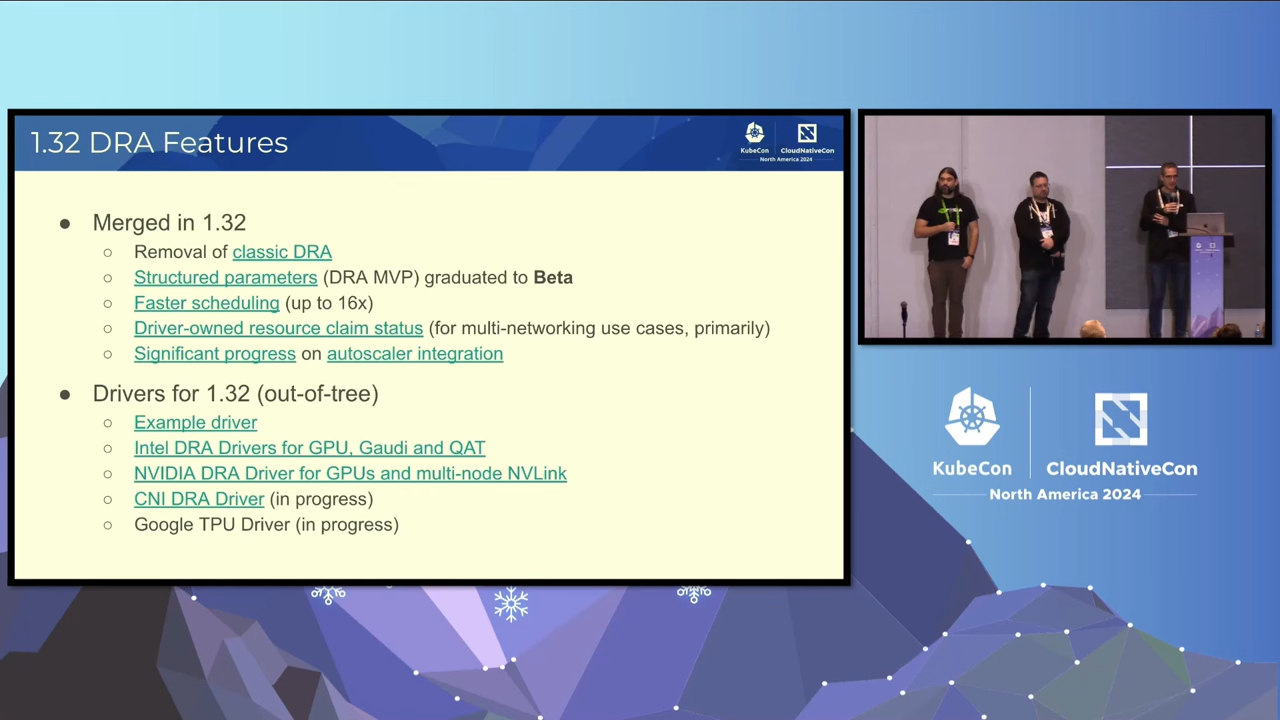 1.32 DRA Features
KubeCon
CloudNativeCon
North America 2024
● Merged in 1.32
○ Removal of classic DRA
○ Structured parameters (DRA MVP) graduated to Beta
○ Faster scheduling (up to 16x)
○ Driver-owned resource claim status (for multi-networking use cases, primarily)
○ Significant progress on autoscaler integration
● Drivers for 1.32 (out-of-tree)
○ Example driver
○ Intel DRA Drivers for GPU, Gaudi and QAT
○ NVIDIA DRA Driver for GPUs and multi-node NVLink
○ CNI DRA Driver (in progress)
○ Google TPU Driver (in progress)
KubeCon
CloudNativeCon
North America 2024